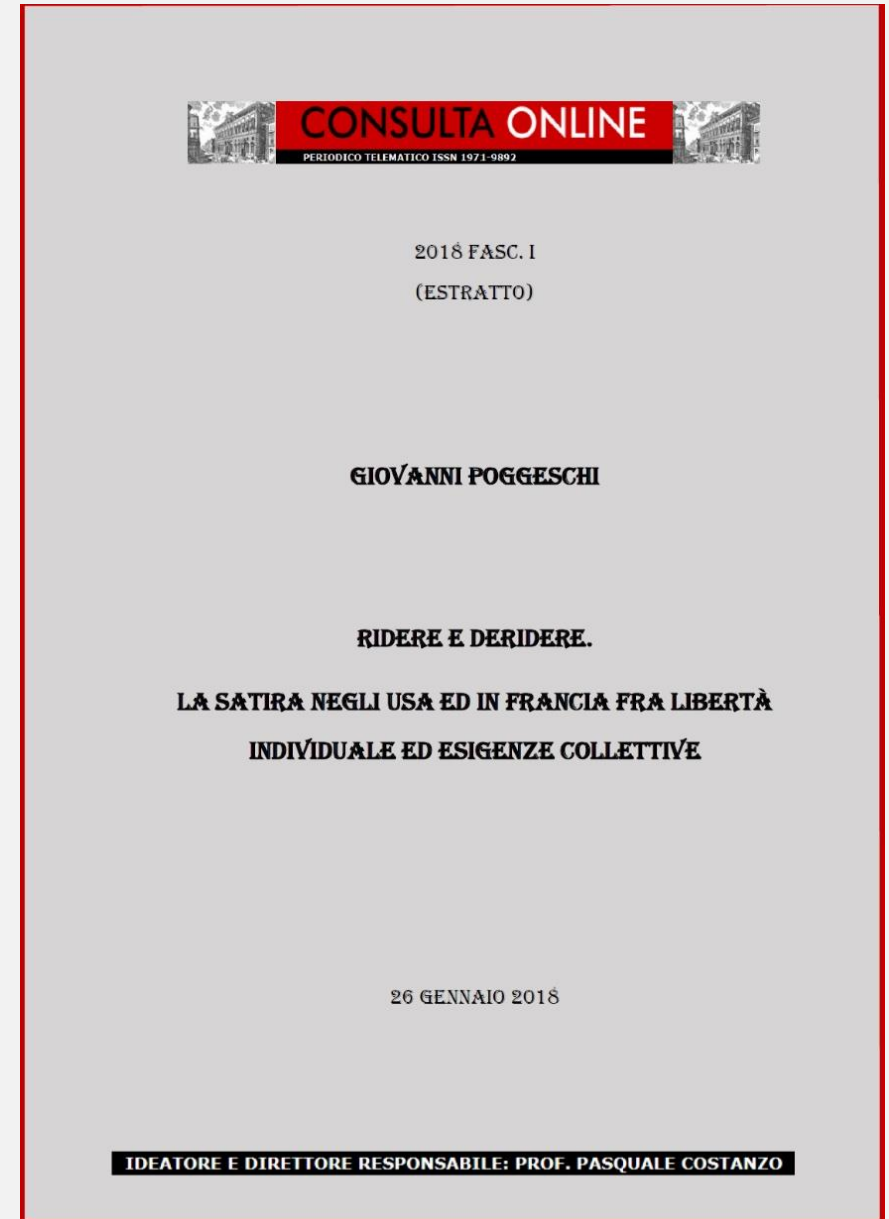 CONSULTA ONLINE
PERIODICO TELEMATICO ISSN 1971-9892
2018 FASC. I
(ESTRATTO)
GIOVANNI POGGESCHI
RIDERE E DERIDERE.
LA SATIRA NEGLI USA ED IN FRANCIA FRA LIBERTÀ
INDIVIDUALE ED ESIGENZE COLLETTIVE
26 GENNAIO 2018
IDEATORE E DIRETTORE RESPONSABILE: PROF. PASQUALE COSTANZO